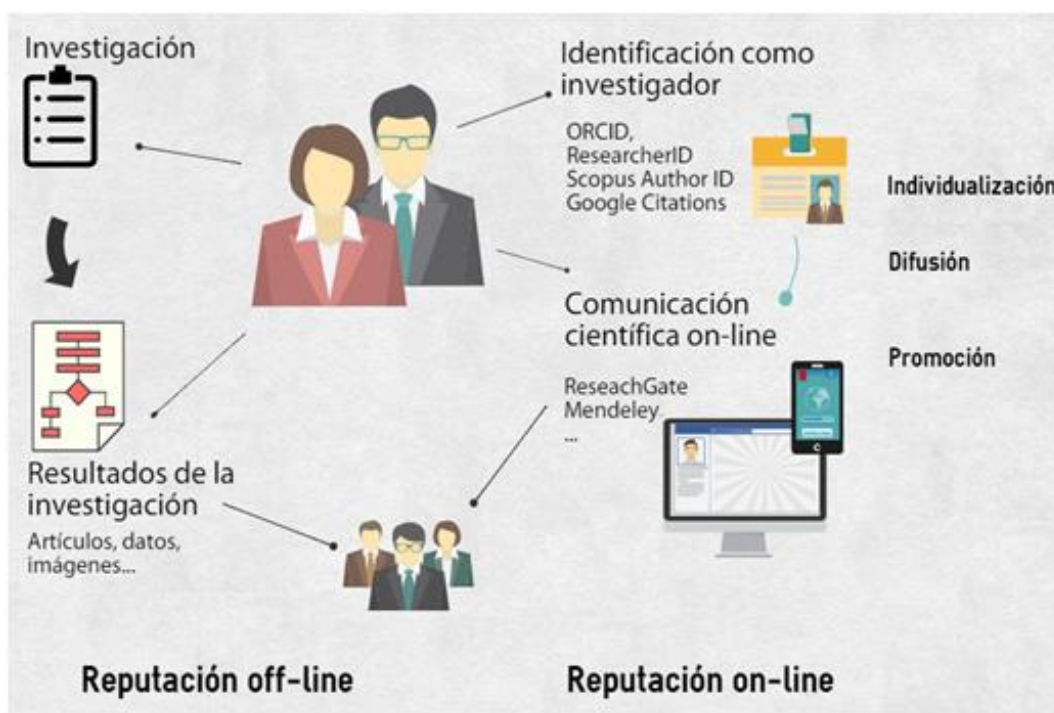 Investigación
Identificación como
investigador
ORCID,
ResearcherID
Scopus Author ID
Google Citations
Individualización
Difusión
Comunicación
científica on-line
Promoción
ReseachGate
Mendeley
...
Resultados de la
investigación
Artículos, datos,
imágenes...
Reputación off-line
Reputación on-line